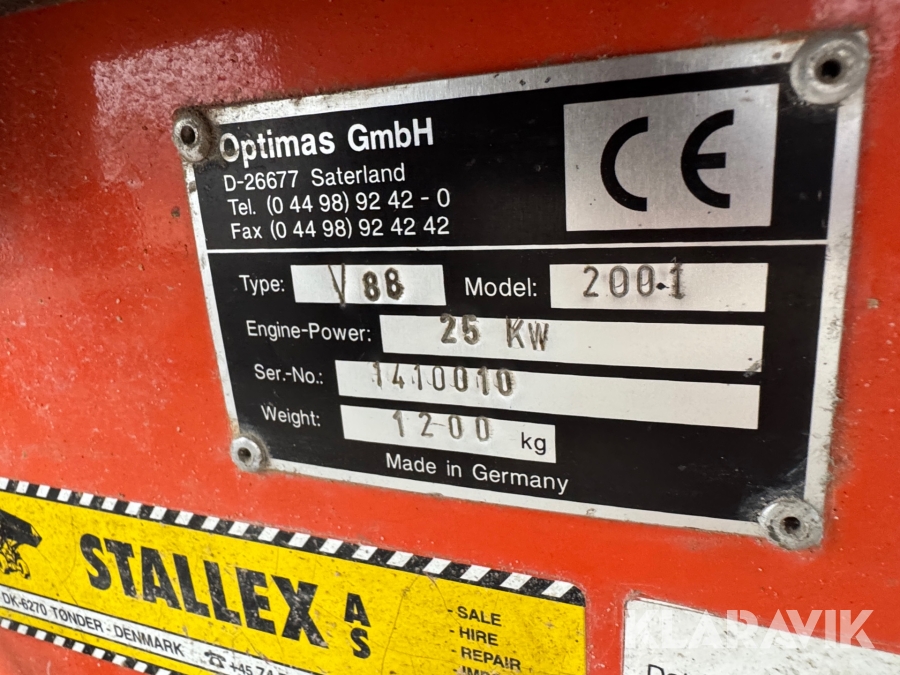 Optimas GmbH
D-26677 Saterland
Tel. (0 44 98) 92 42 - 0
Fax (0 44 98) 92 42 42
CE
Type: V 88 Model: 2001
Engine-Power: 25 KW
Ser.-No.: 1410010
Weight: 1200 kg
Made in Germany
STALLEX A/S
DK-6270 TØNDER - DENMARK
- SALE
- HIRE
- REPAIR
KLARAVIK